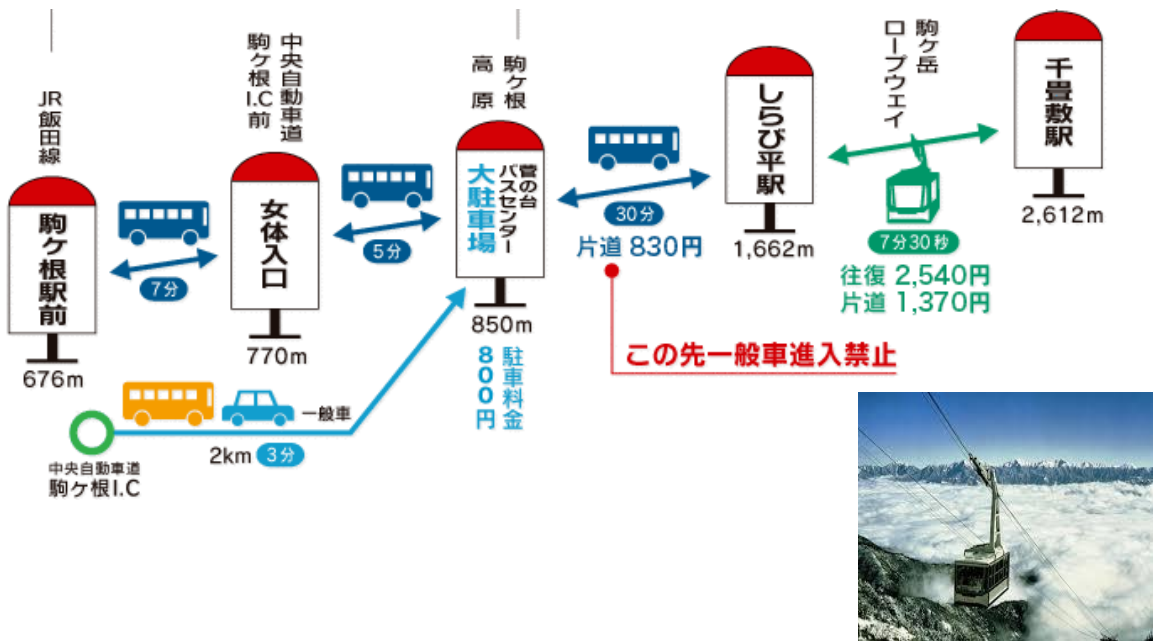 JR飯田線
駒ケ根駅前
676m
7分
中央自動車道
駒ケ根I.C前
女体入口
770m
5分
駒ケ根
高原
菅の台
バスセンター
大駐車場
850m
駐車料金
800円
30分
片道 830円
しらび平駅
1,662m
駒ケ岳
ロープウェイ
7分30秒
往復 2,540円
片道 1,370円
千畳敷駅
2,612m
この先一般車進入禁止
一般車
2km 3分
中央自動車道
駒ケ根I.C